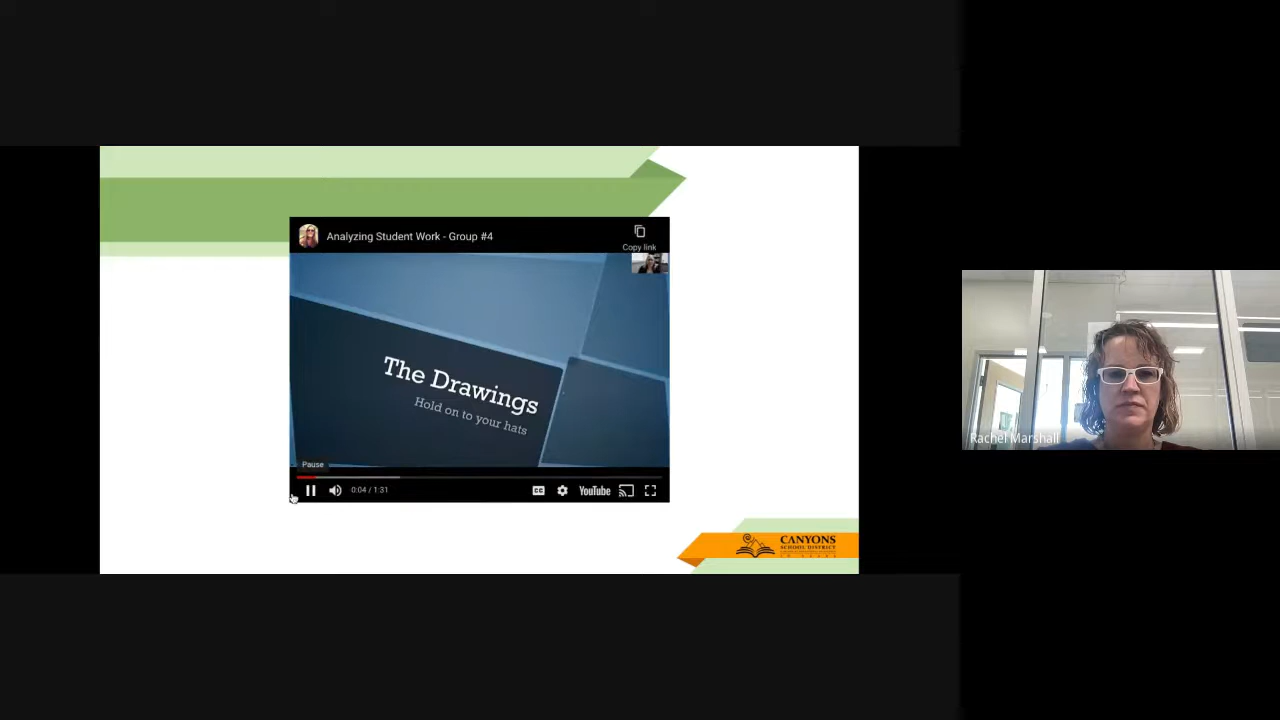 Analyzing Student Work - Group #4
Copy link
The Drawings
Hold on to your hats
Pause
0:04 / 1:31
CC
YouTube
Rachel Marshall
CANYONS
SCHOOL DISTRICT